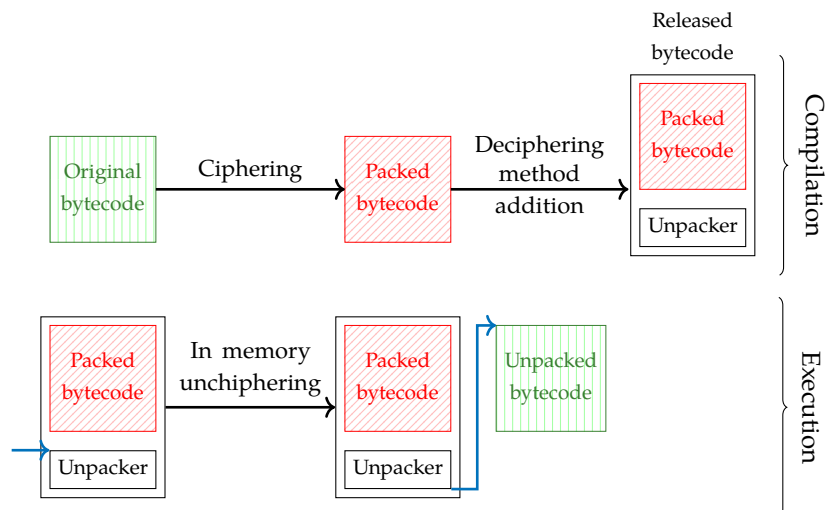 Released
bytecode
Original
bytecode
Ciphering
Packed
bytecode
Deciphering
method
addition
Packed
bytecode
Unpacker
Compilation
Packed
bytecode
Unpacker
In memory
unchiphering
Packed
bytecode
Unpacker
Unpacked
bytecode
Execution